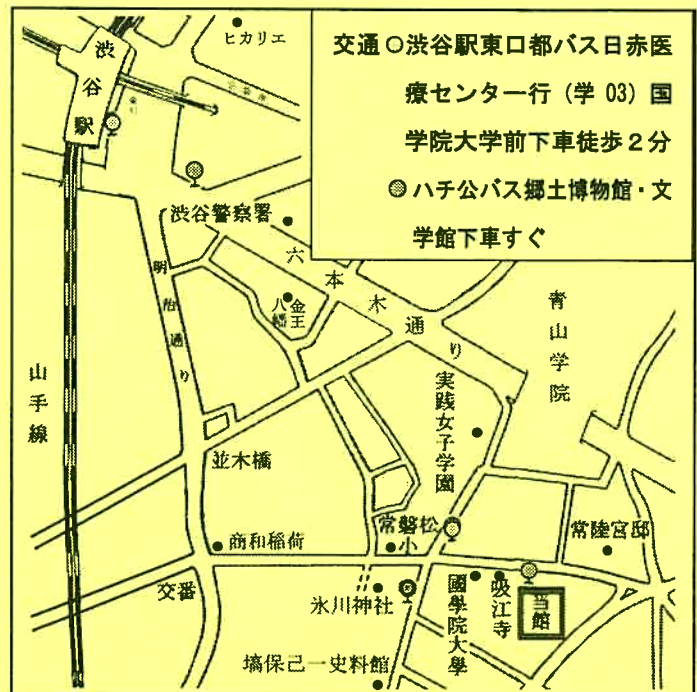 交通○渋谷駅東口都バス日赤医
療センター行（学 03）国
学院大学前下車徒歩２分
ハチ公バス郷土博物館・文
学館下車すぐ
ヒカリエ
渋谷駅
渋谷警察署
六本木通り
明治通り
金王八幡
青山学院
山手線
実践女子学園
並木橋
常磐松小
常陸宮邸
商和稲荷
交番
氷川神社
國學院大學
吸江寺
当館
塙保己一史料館